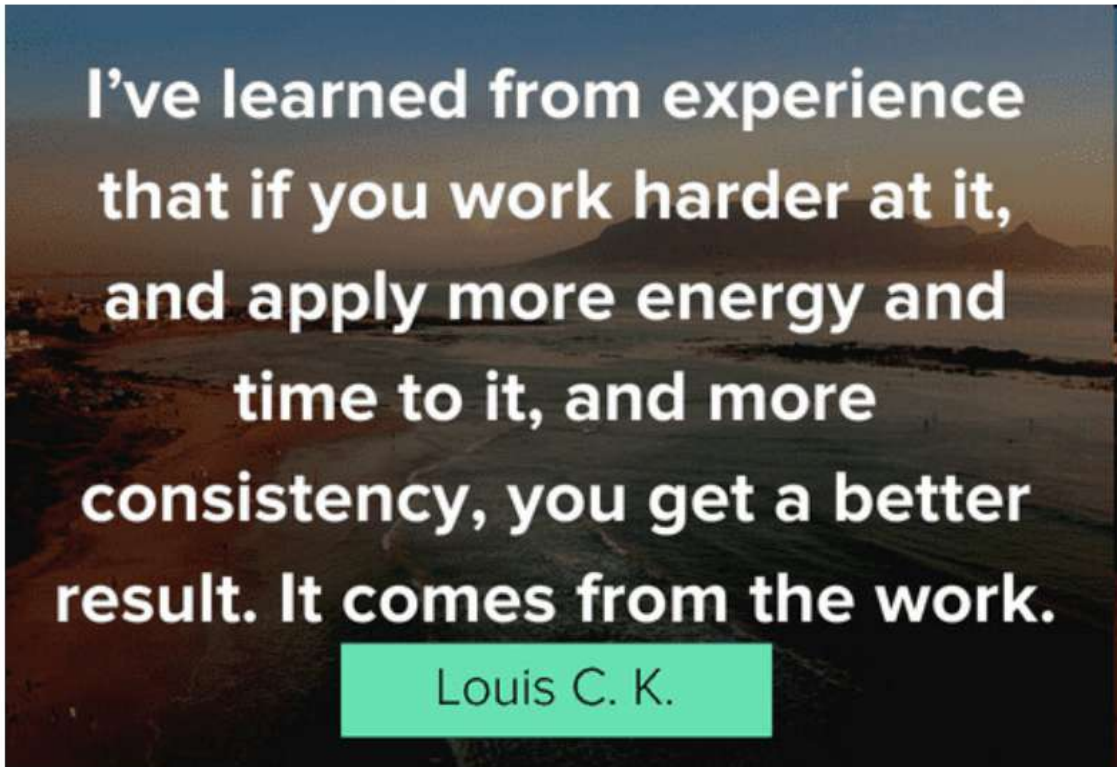 I’ve learned from experience
that if you work harder at it,
and apply more energy and
time to it, and more
consistency, you get a better
result. It comes from the work.
Louis C. K.